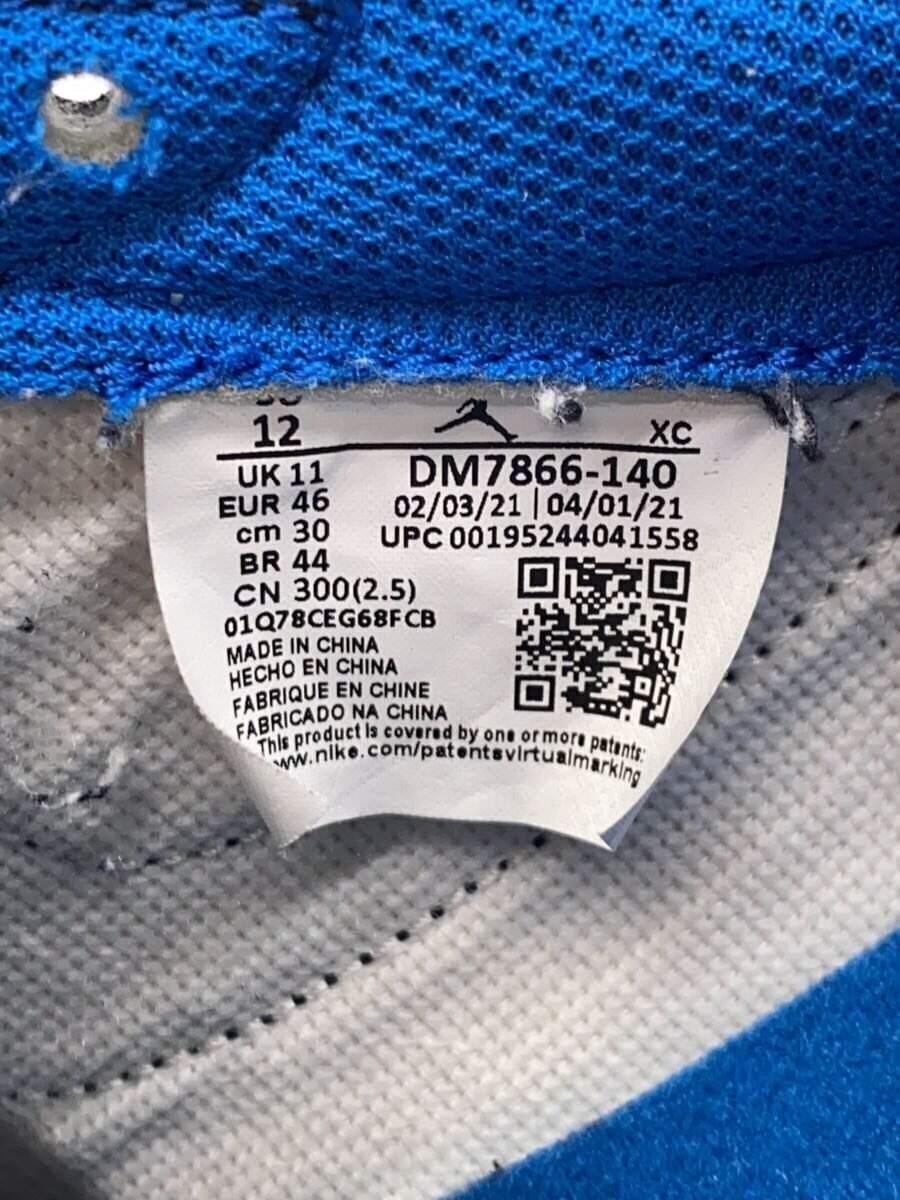 12
XC
UK 11
EUR 46
cm 30
BR 44
CN 300(2.5)
DM7866-140
02/03/21 | 04/01/21
UPC 00195244041558
01Q78CEG68FCB
MADE IN CHINA
HECHO EN CHINA
FABRIQUE EN CHINE
FABRICADO NA CHINA
This product is covered by one or more patents:
www.nike.com/patentsvirtualmarking